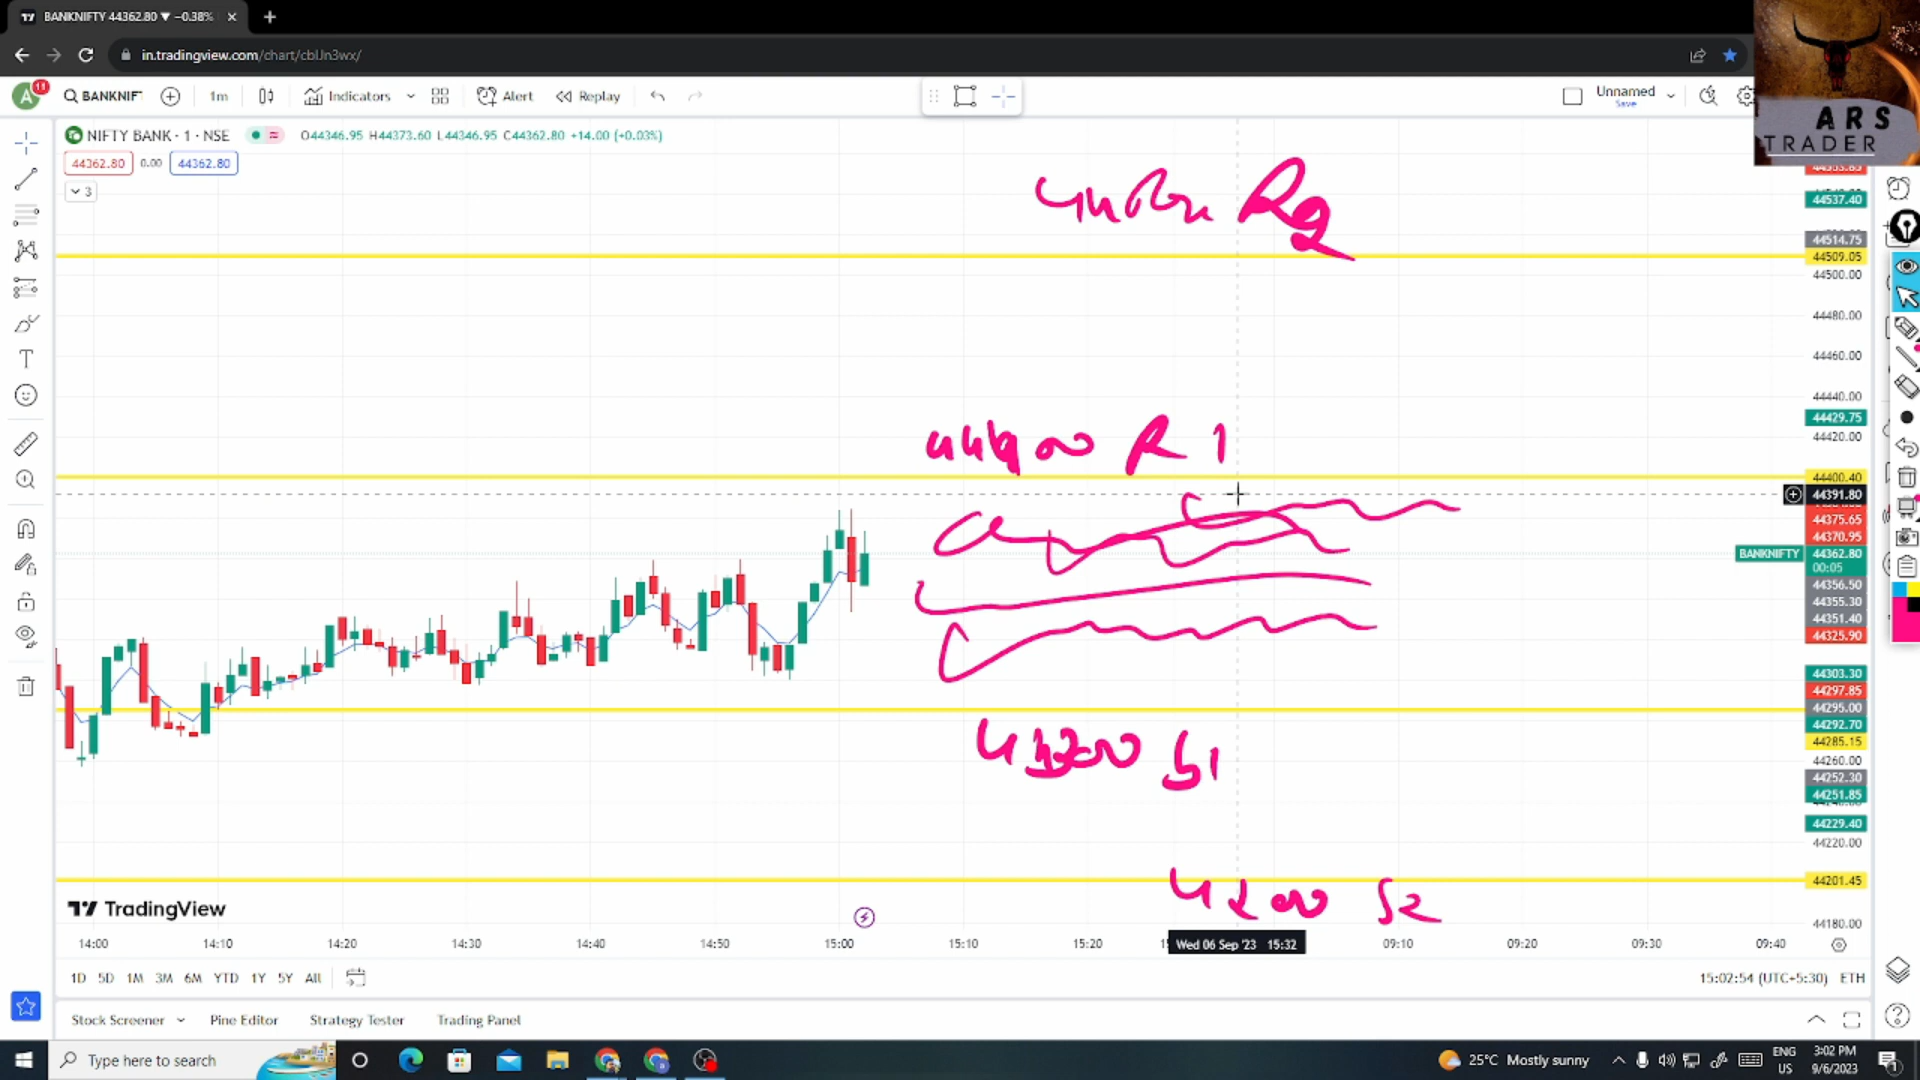 BANKNIFTY 44362.80 ▼ −0.38%
in.tradingview.com/chart/cblJn3wx/
A 11 BANKNIFT 1m Indicators Alert Replay Unnamed
Save
ARS
TRADER
NIFTY BANK · 1 · NSE O44346.95 H44373.60 L44346.95 C44362.80 +14.00 (+0.03%)
44362.80 0.00 44362.80
3
44537.40
R2
44514.75
44509.05
44500.00
44480.00
44460.00
44440.00
44429.75
44420.00
R 1
44400.40
44391.80
44375.65
44370.95
BANKNIFTY 44362.80
00:05
44356.50
44355.30
44351.40
44325.90
44303.30
44297.85
44295.00
44292.70
44285.15
S1
44260.00
44252.30
44251.85
44229.40
44220.00
44201.45
S2
44180.00
TradingView
14:00 14:10 14:20 14:30 14:40 14:50 15:00 15:10 15:20 Wed 06 Sep '23 15:32 09:10 09:20 09:30 09:40
1D 5D 1M 3M 6M YTD 1Y 5Y All 15:02:54 (UTC+5:30) ETH
Stock Screener Pine Editor Strategy Tester Trading Panel
Type here to search 25°C Mostly sunny ENG 3:02 PM
US 9/6/2023 1